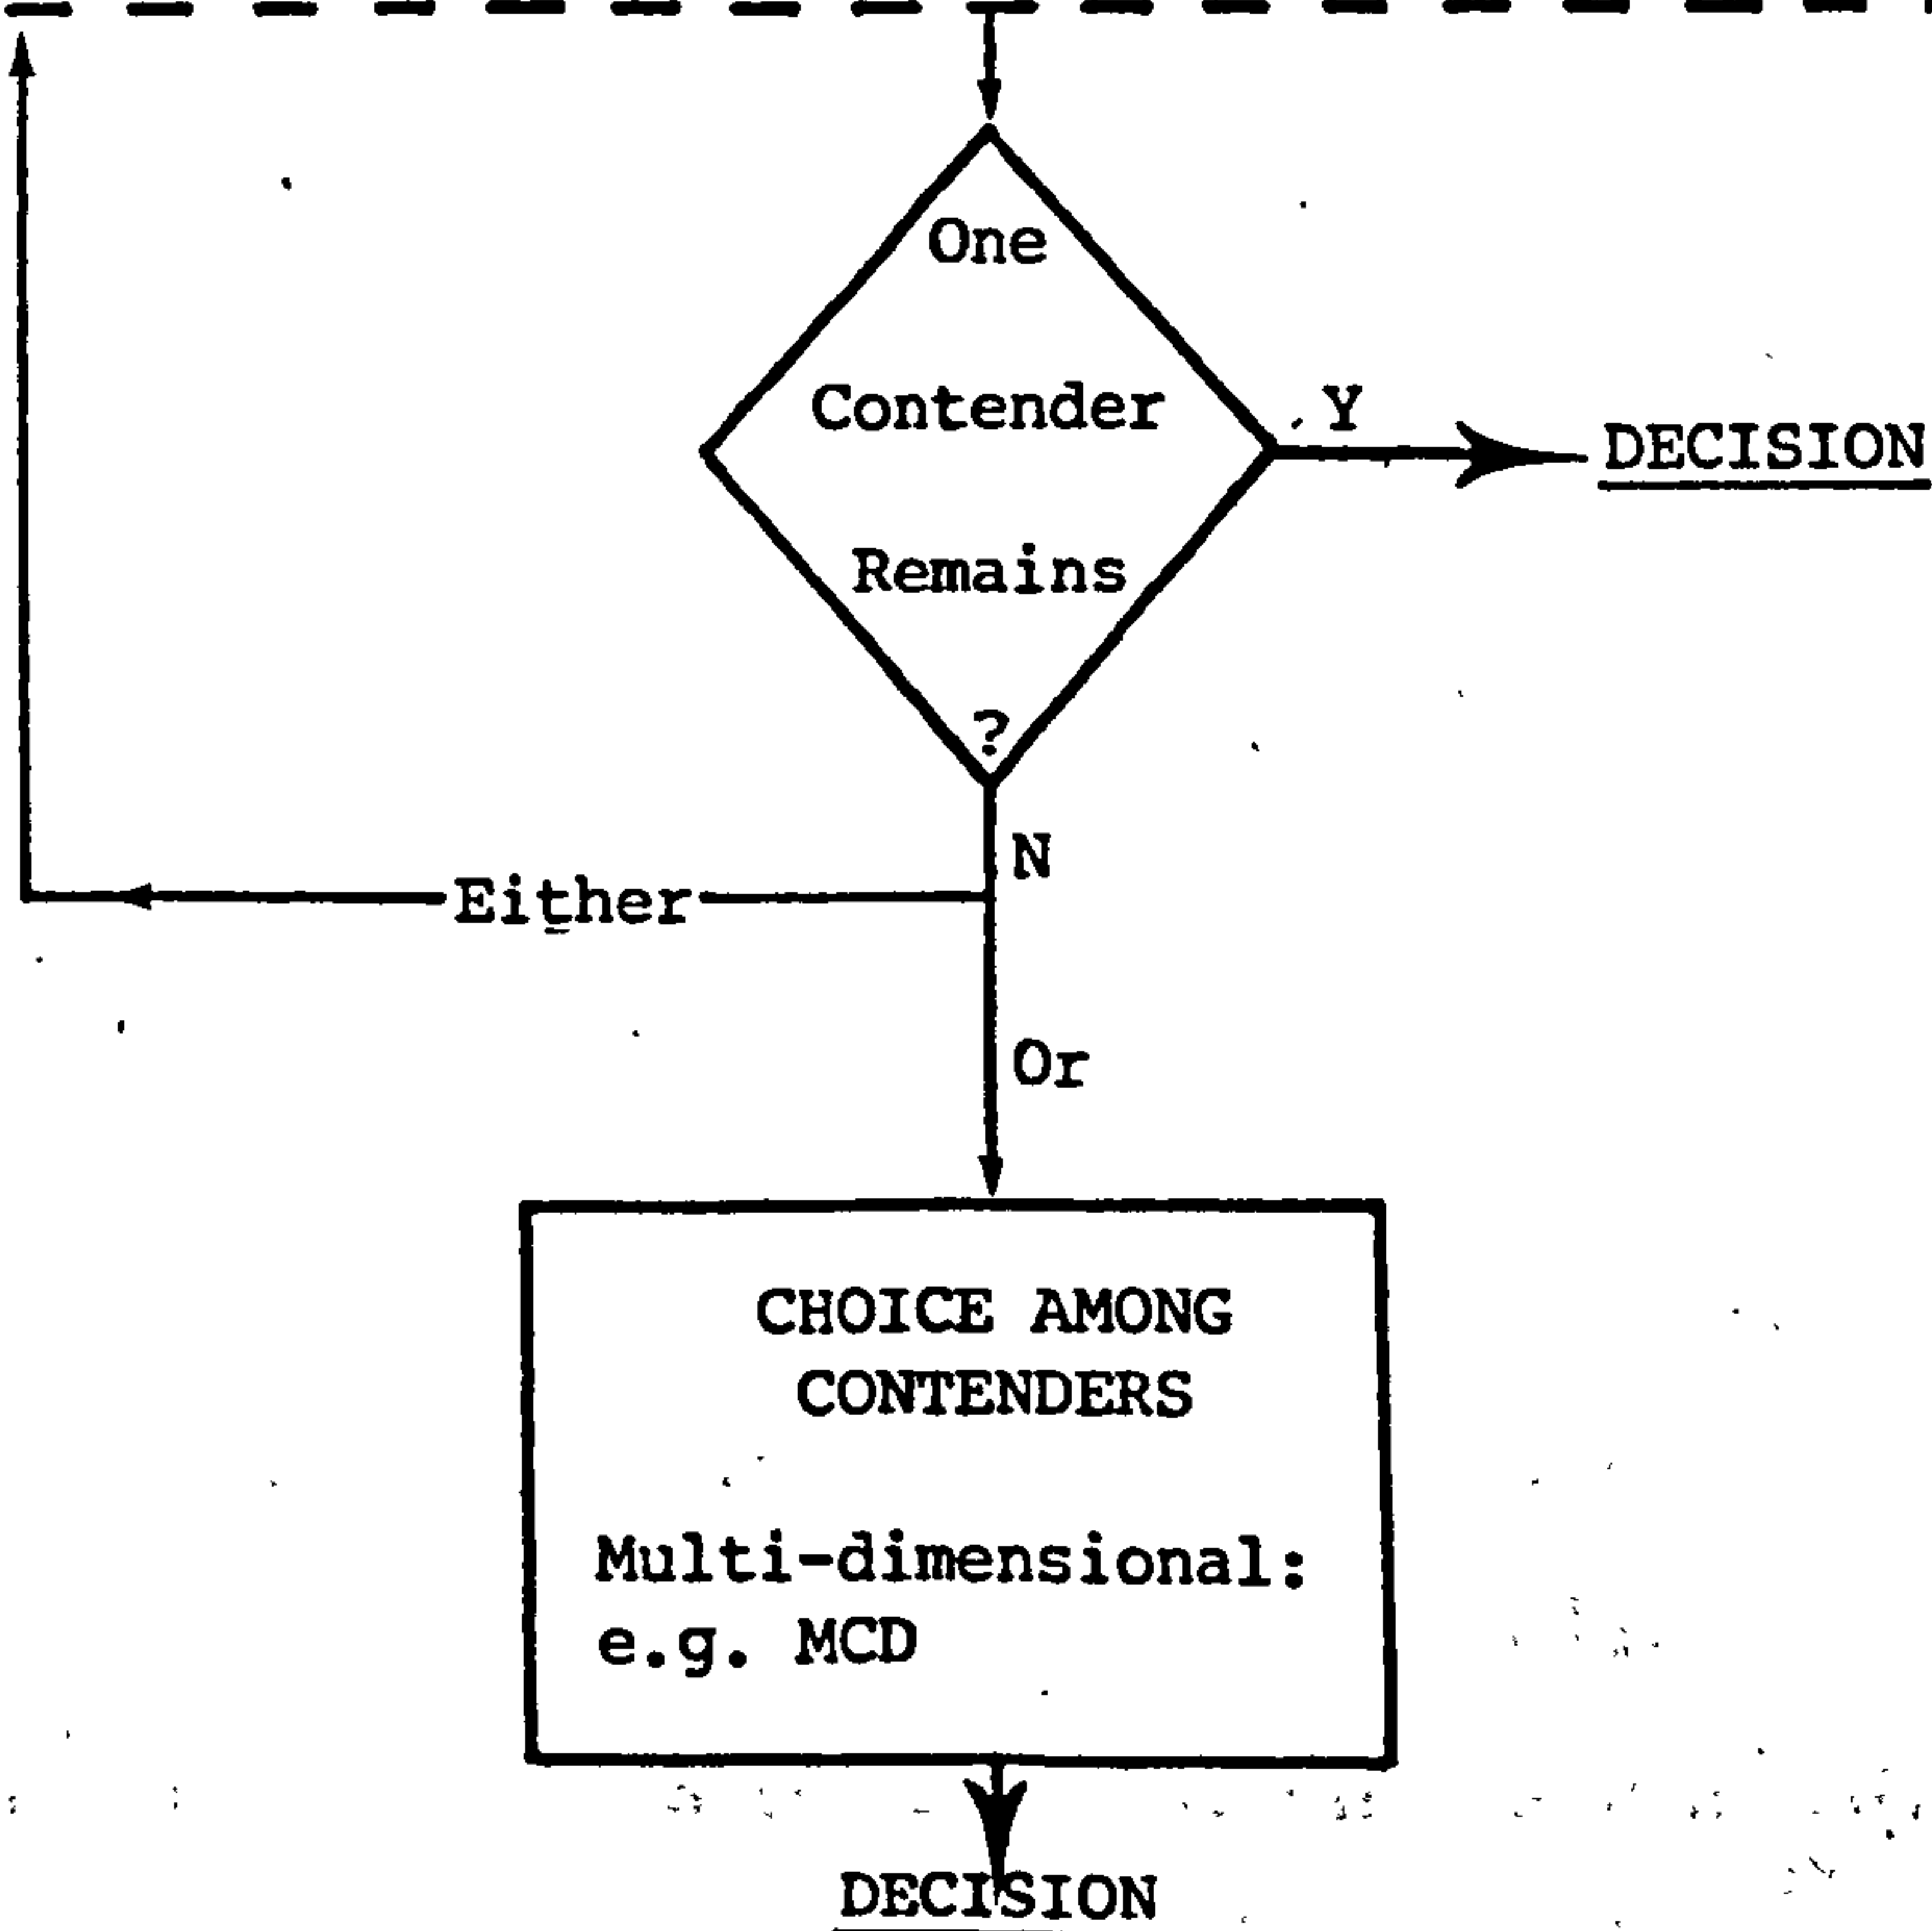 One
Contender
Remains
?
Y
DECISION
N
Either
Or
CHOICE AMONG
CONTENDERS
Multi-dimensional:
e.g. MCD
DECISION